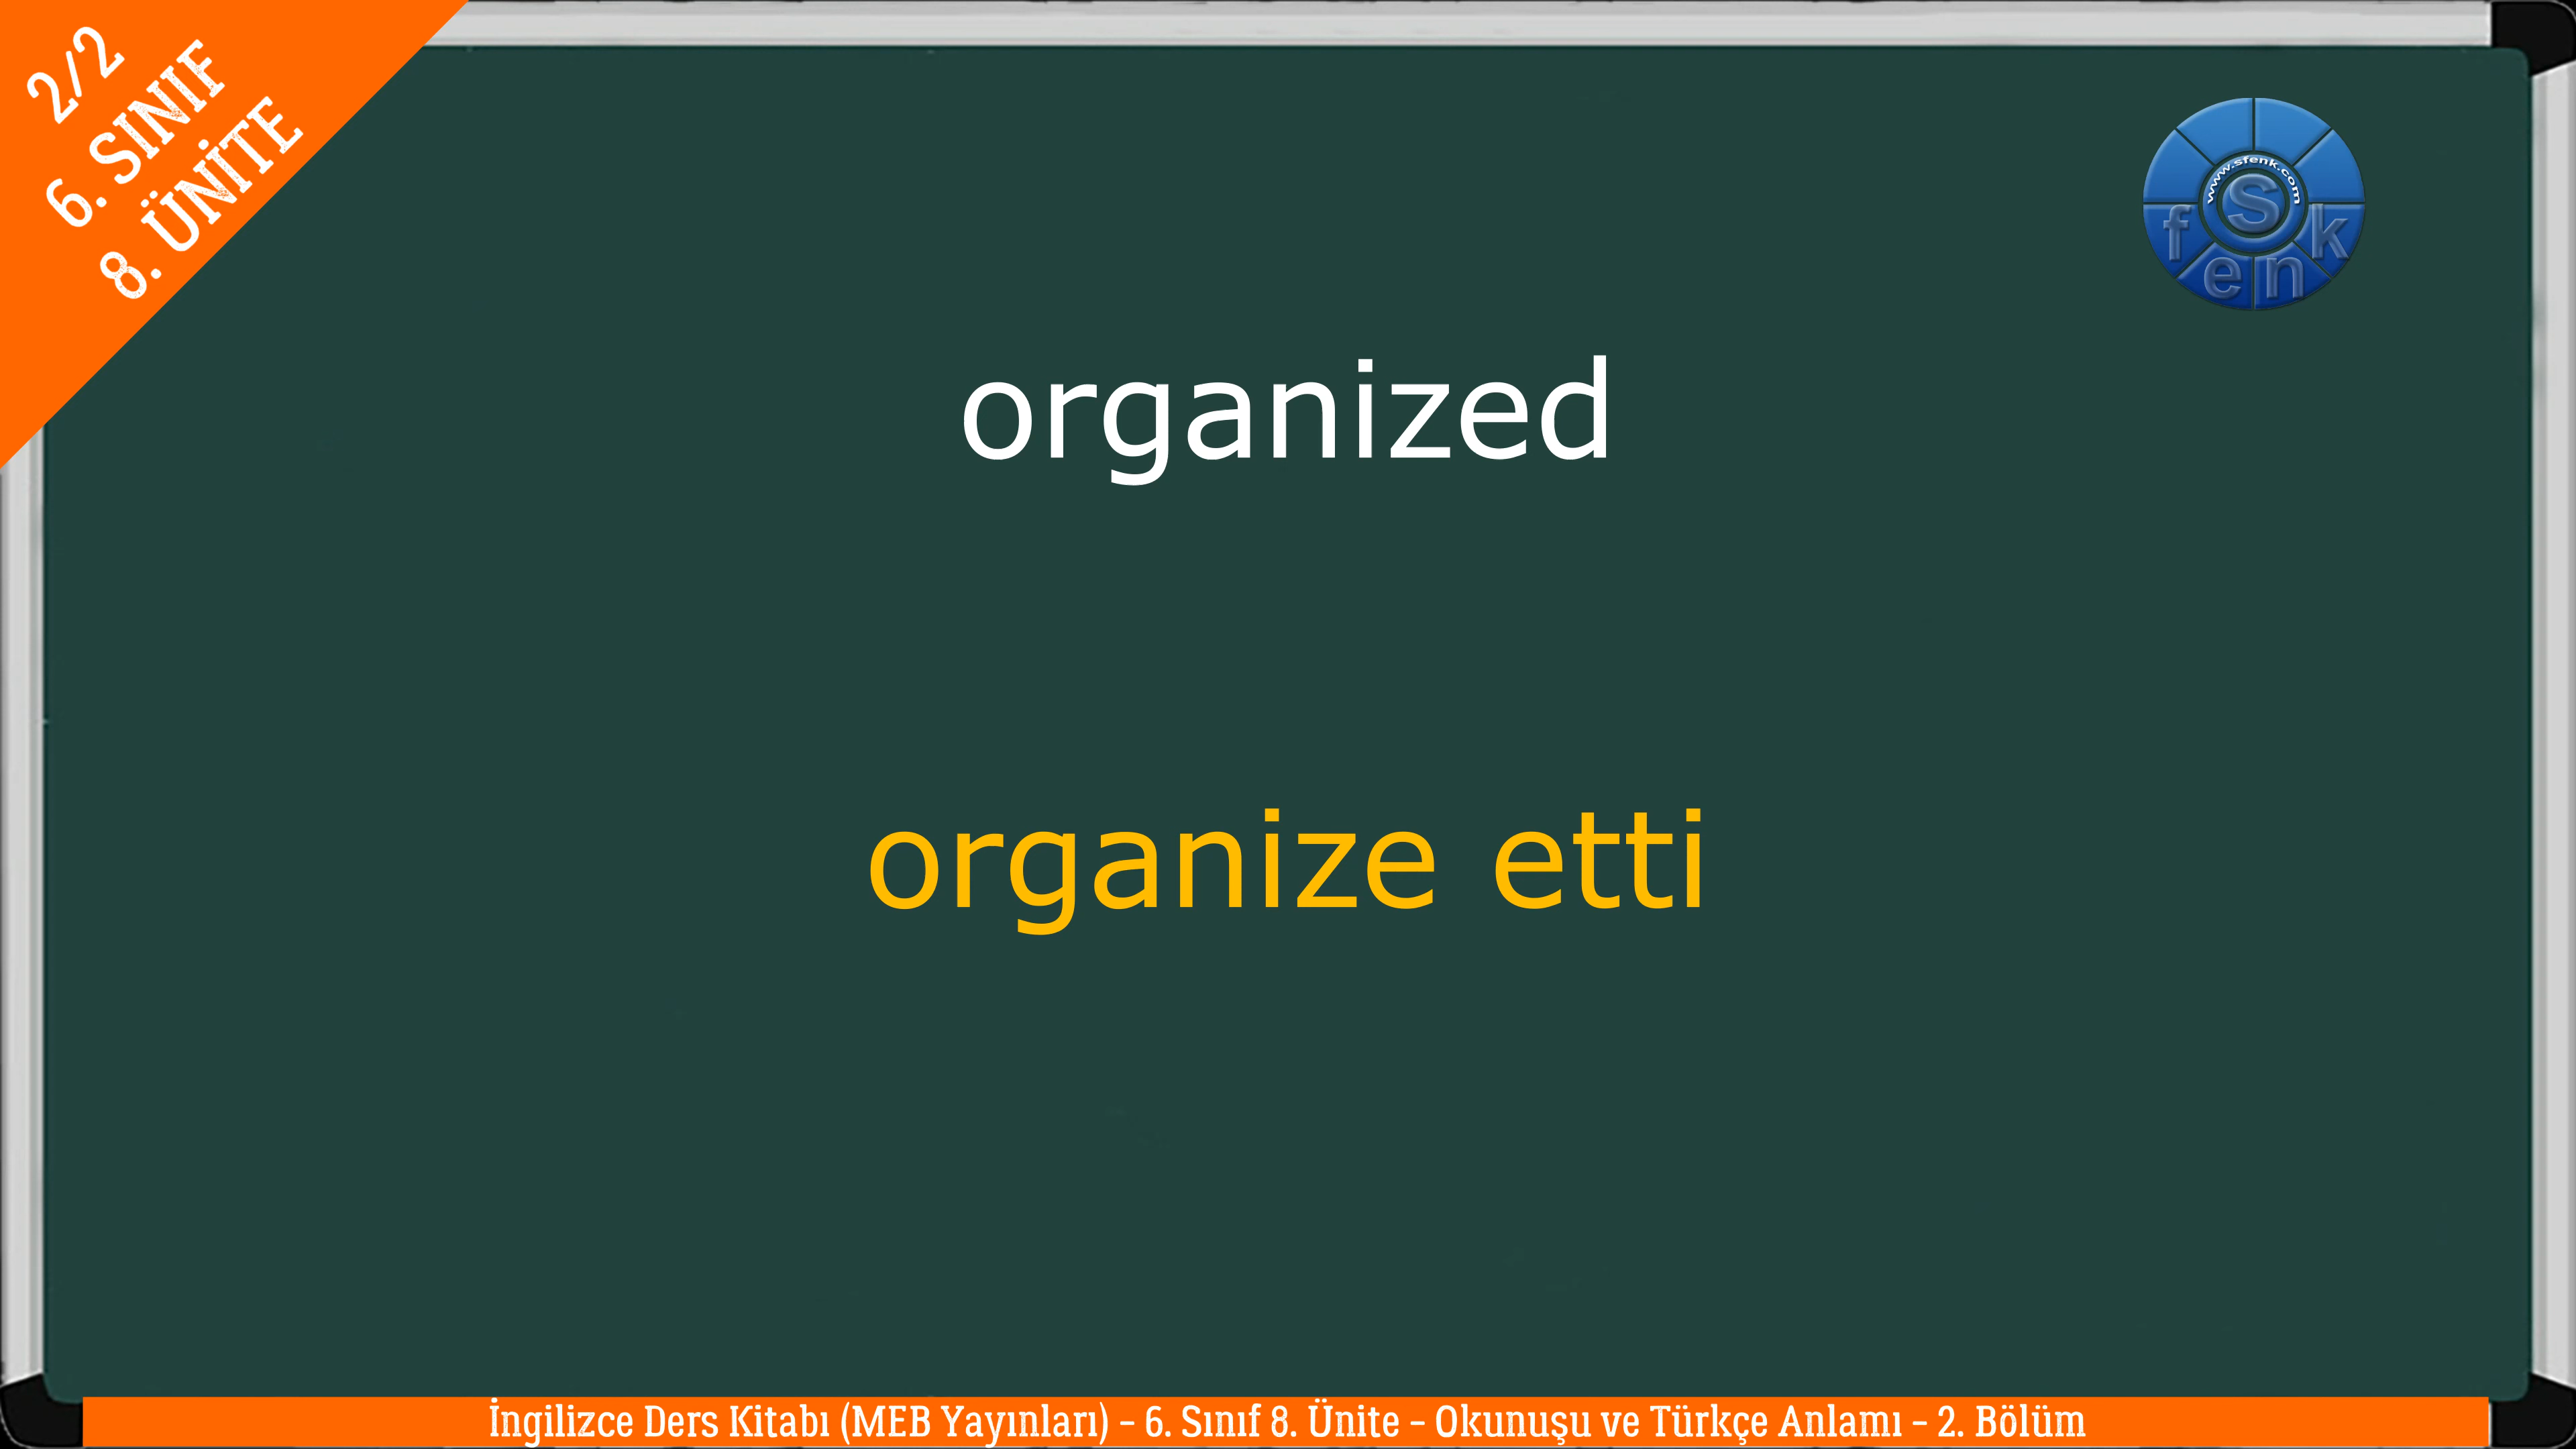 2/2
6. SINIF
8. ÜNİTE
www.sfenk.com
S
f e n k
organized
organize etti
İngilizce Ders Kitabı (MEB Yayınları) – 6. Sınıf 8. Ünite – Okunuşu ve Türkçe Anlamı – 2. Bölüm